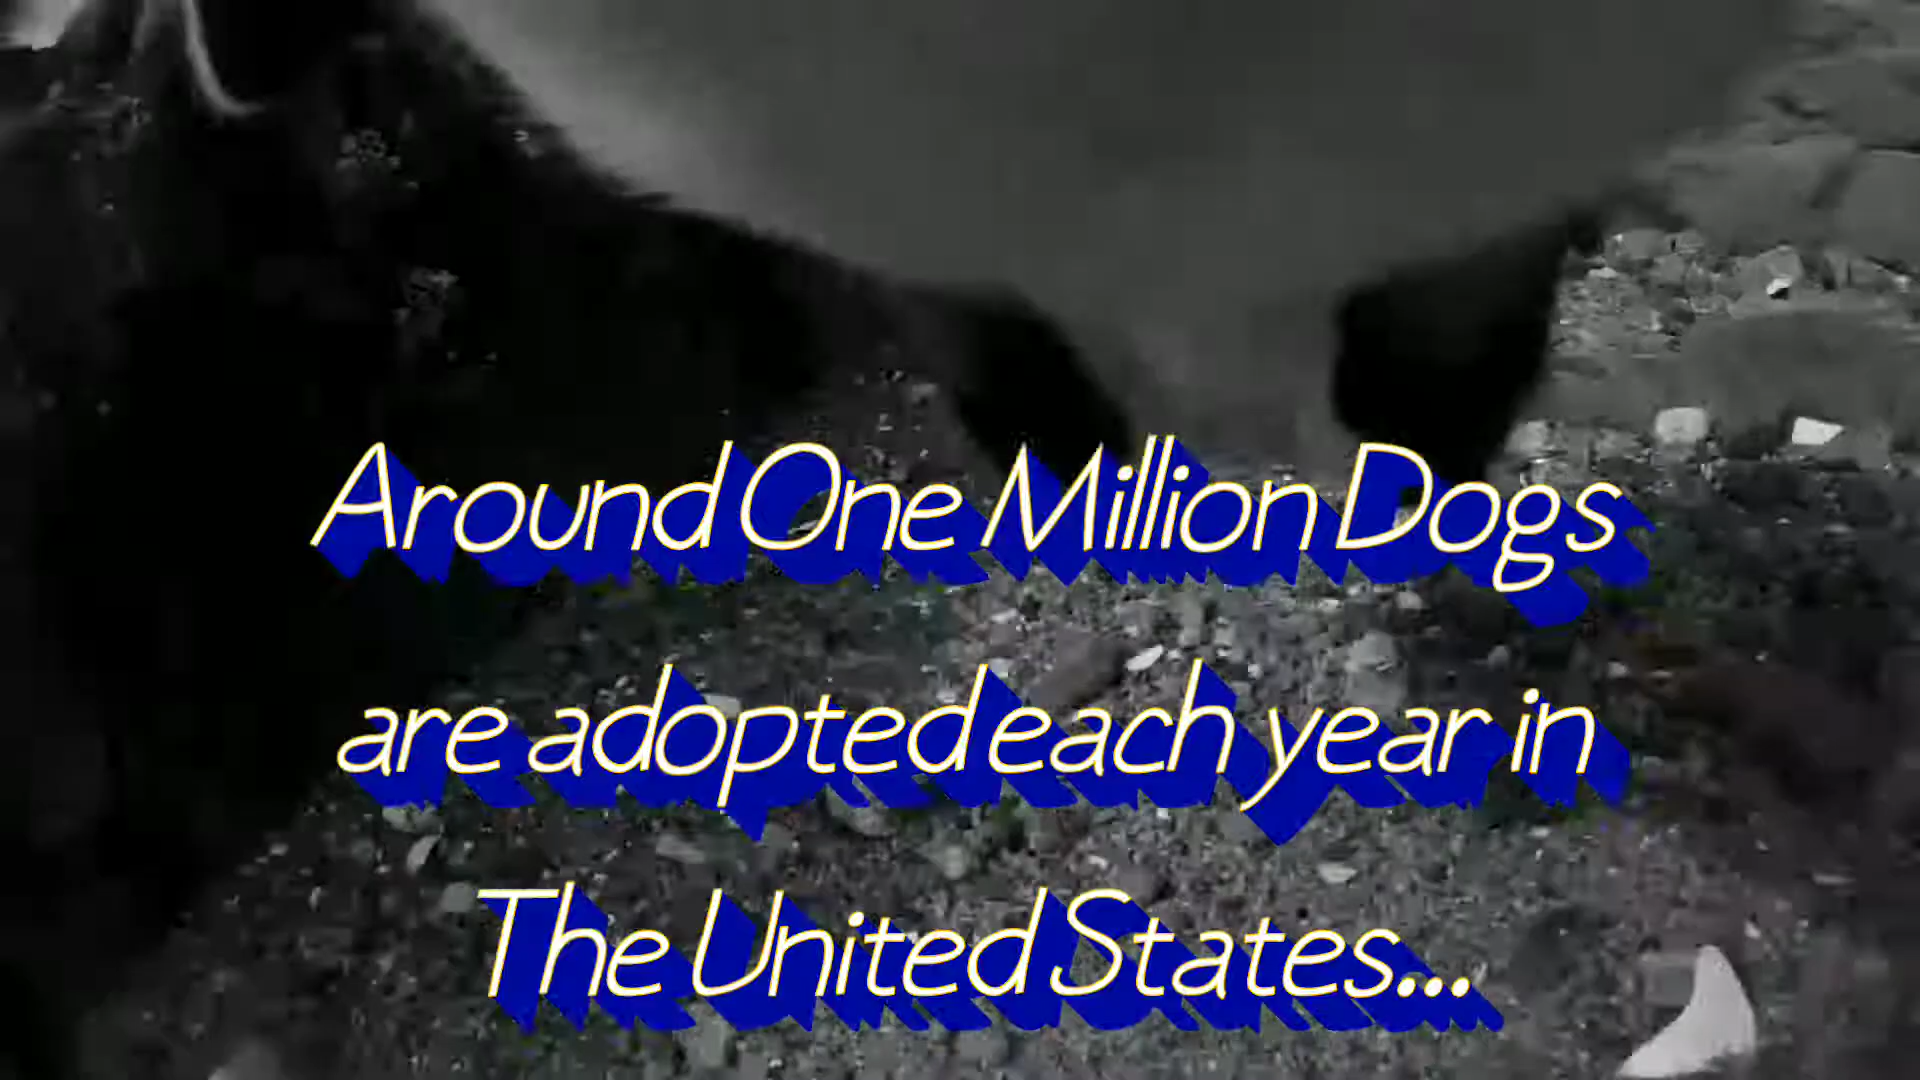 Around One Million Dogs
are adopted each year in
The United States...